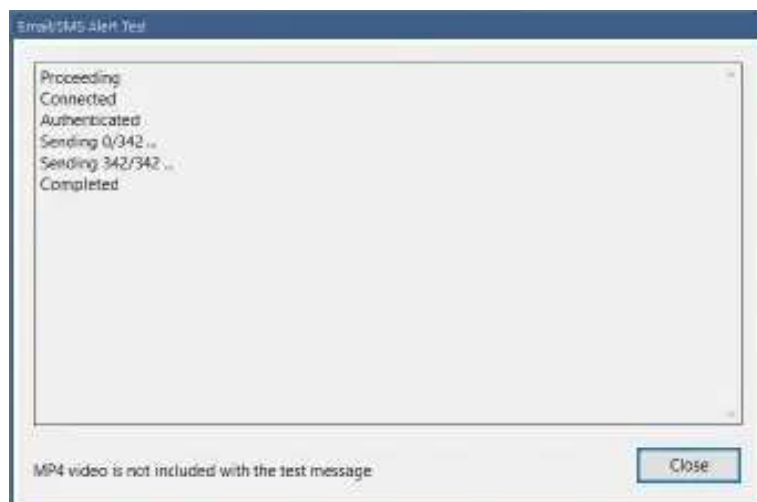 Email/SMS Alert Test
Proceeding
Connected
Authenticated
Sending 0/342 ...
Sending 342/342 ...
Completed
MP4 video is not included with the test message
Close